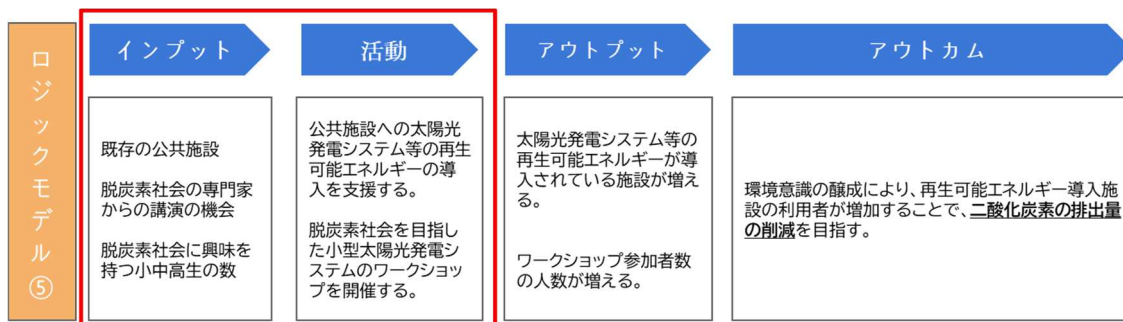 ロジックモデル⑤
インプット
活動
アウトプット
アウトカム
既存の公共施設
脱炭素社会の専門家
からの講演の機会
脱炭素社会に興味を
持つ小中高生の数
公共施設への太陽光
発電システム等の再生
可能エネルギーの導
入を支援する。
脱炭素社会を目指し
た小型太陽光発電シ
ステムのワークショッ
プを開催する。
太陽光発電システム等の
再生可能エネルギーが導
入されている施設が増え
る。
ワークショップ参加者数
の人数が増える。
環境意識の醸成により、再生可能エネルギー導入施
設の利用者が増加することで、二酸化炭素の排出量
の削減を目指す。